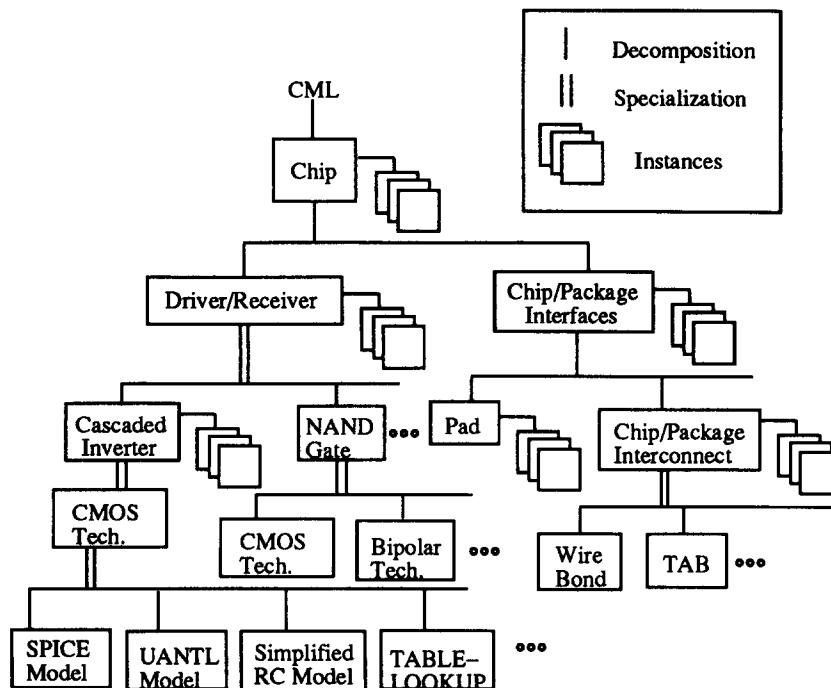 CML
Chip
Decomposition
Specialization
Instances
Driver/Receiver
Chip/Package
Interfaces
Cascaded
Inverter
NAND
Gate
Pad
Chip/Package
Interconnect
CMOS
Tech.
CMOS
Tech.
Bipolar
Tech.
Wire
Bond
TAB
SPICE
Model
UANTL
Model
Simplified
RC Model
TABLE–
LOOKUP